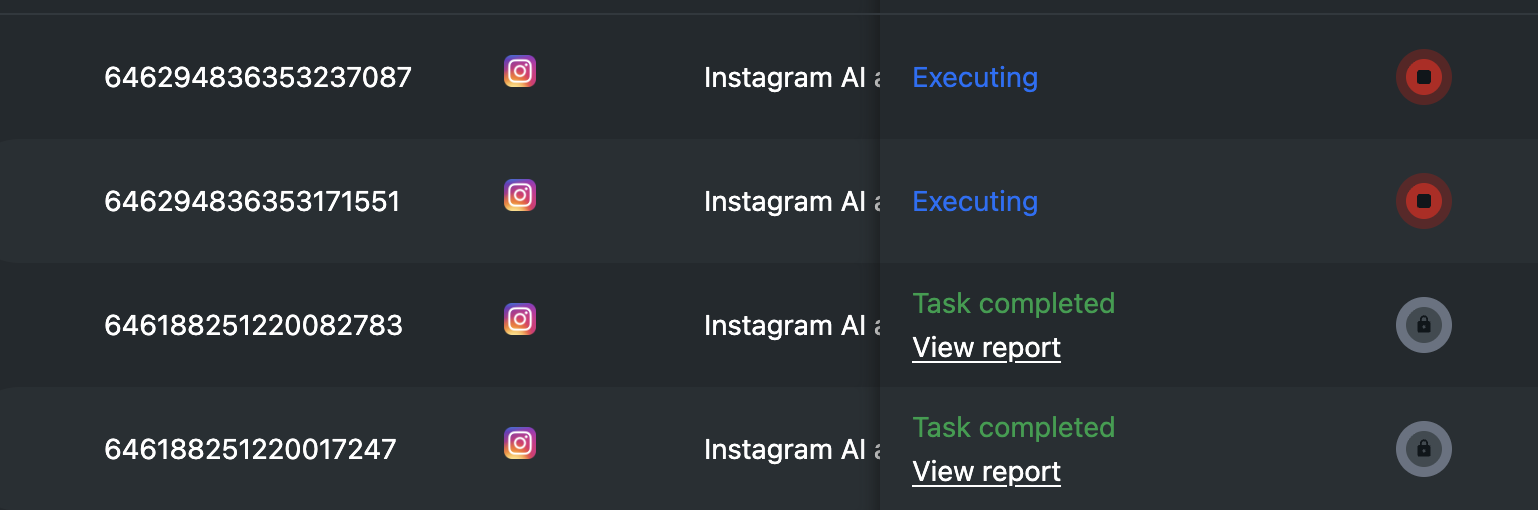 646294836353237087 Instagram AI Executing
646294836353171551 Instagram AI Executing
646188251220082783 Instagram AI Task completed
View report
646188251220017247 Instagram AI Task completed
View report